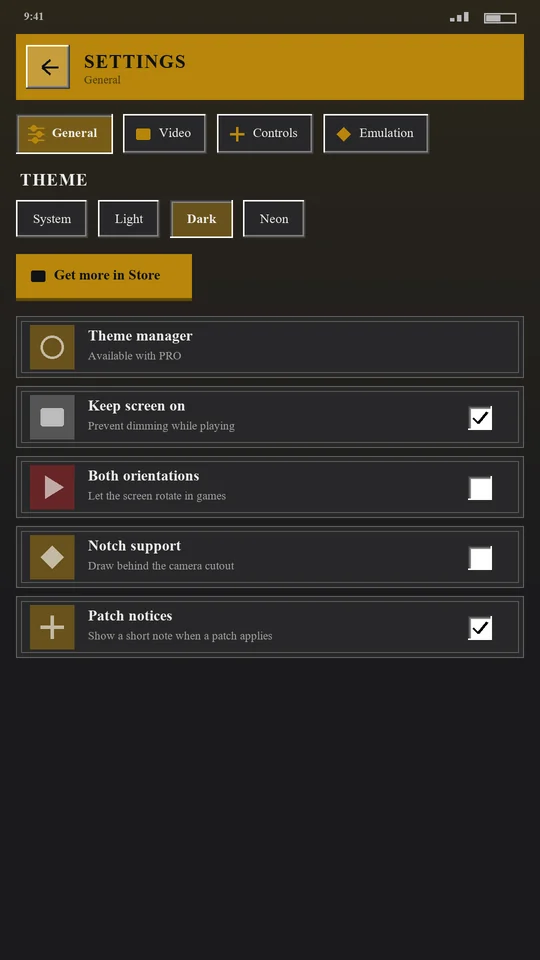 9:41
SETTINGS
General
General
Video
Controls
Emulation
THEME
System
Light
Dark
Neon
Get more in Store
Theme manager
Available with PRO
Keep screen on
Prevent dimming while playing
Both orientations
Let the screen rotate in games
Notch support
Draw behind the camera cutout
Patch notices
Show a short note when a patch applies